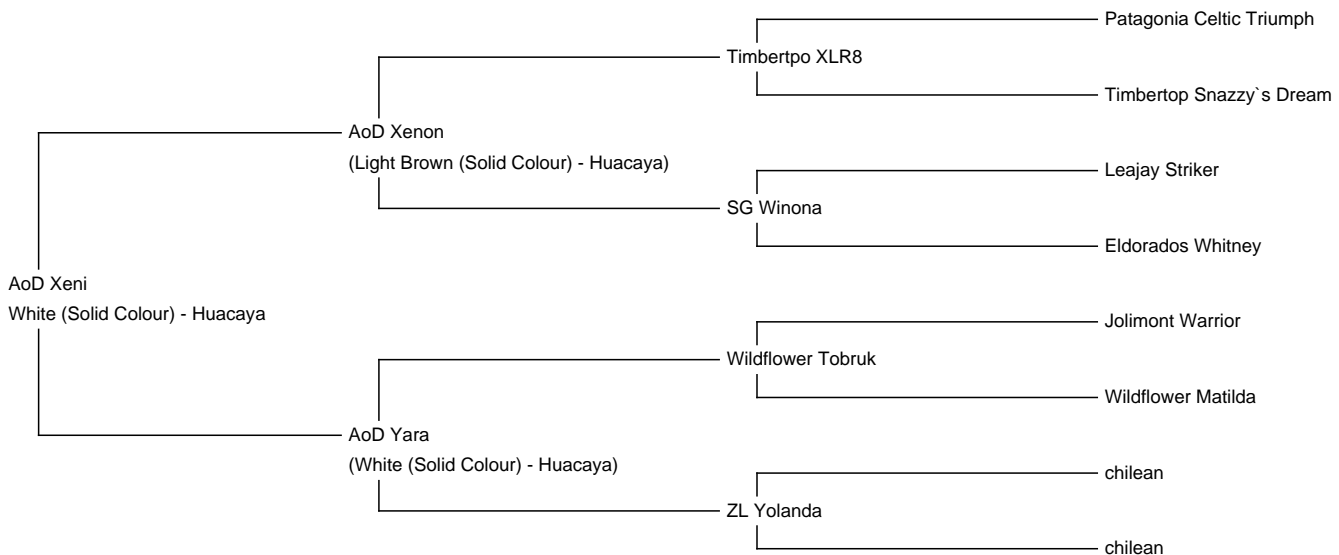 Patagonia Celtic Triumph
Timbertpo XLR8
Timbertop Snazzy`s Dream
AoD Xenon
(Light Brown (Solid Colour) - Huacaya)
Leajay Striker
SG Winona
Eldorados Whitney
AoD Xeni
White (Solid Colour) - Huacaya
Jolimont Warrior
Wildflower Tobruk
Wildflower Matilda
AoD Yara
(White (Solid Colour) - Huacaya)
chilean
ZL Yolanda
chilean